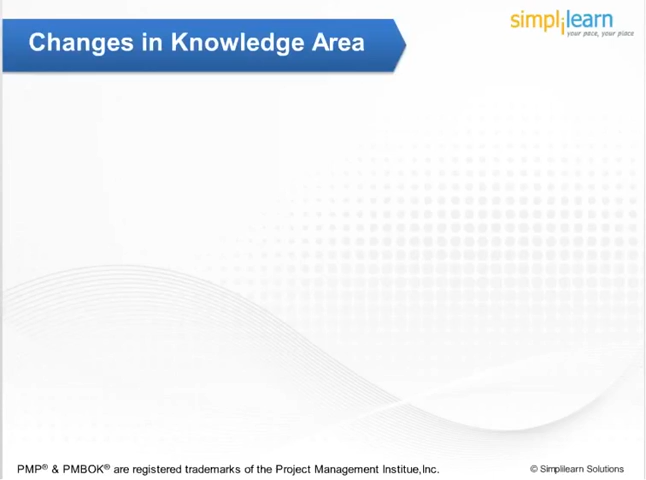 simplilearn
your pace, your place
Changes in Knowledge Area
PMP® & PMBOK® are registered trademarks of the Project Management Institue,Inc.
© Simplilearn Solutions